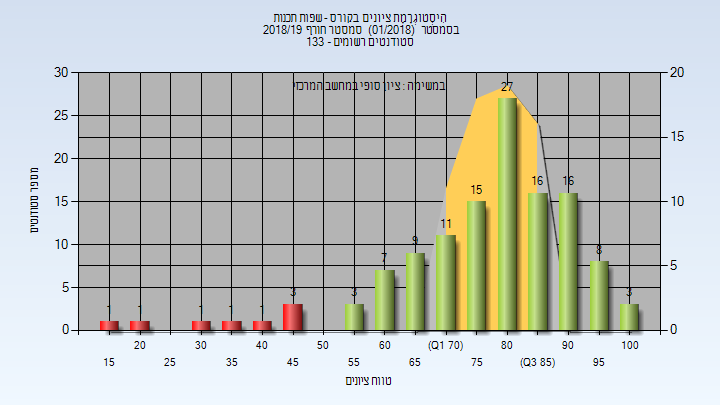 היסטוגרמת ציונים בקורס - שפות תכנות
בסמסטר (01/2018) סמסטר חורף 2018/19
סטודנטים רשומים - 133
במשימה : ציון סופי במחשב המרכזי
30 25 20 15 10 5 0
20 15 10 5 0
מספר סטודנטים
1 1 1 1 1 3 3 7 9 11 15 27 16 16 8 3
20 30 40 50 60 (Q1 70) 80 (Q3 85) 90 100
15 25 35 45 55 65 75 95
טווח ציונים